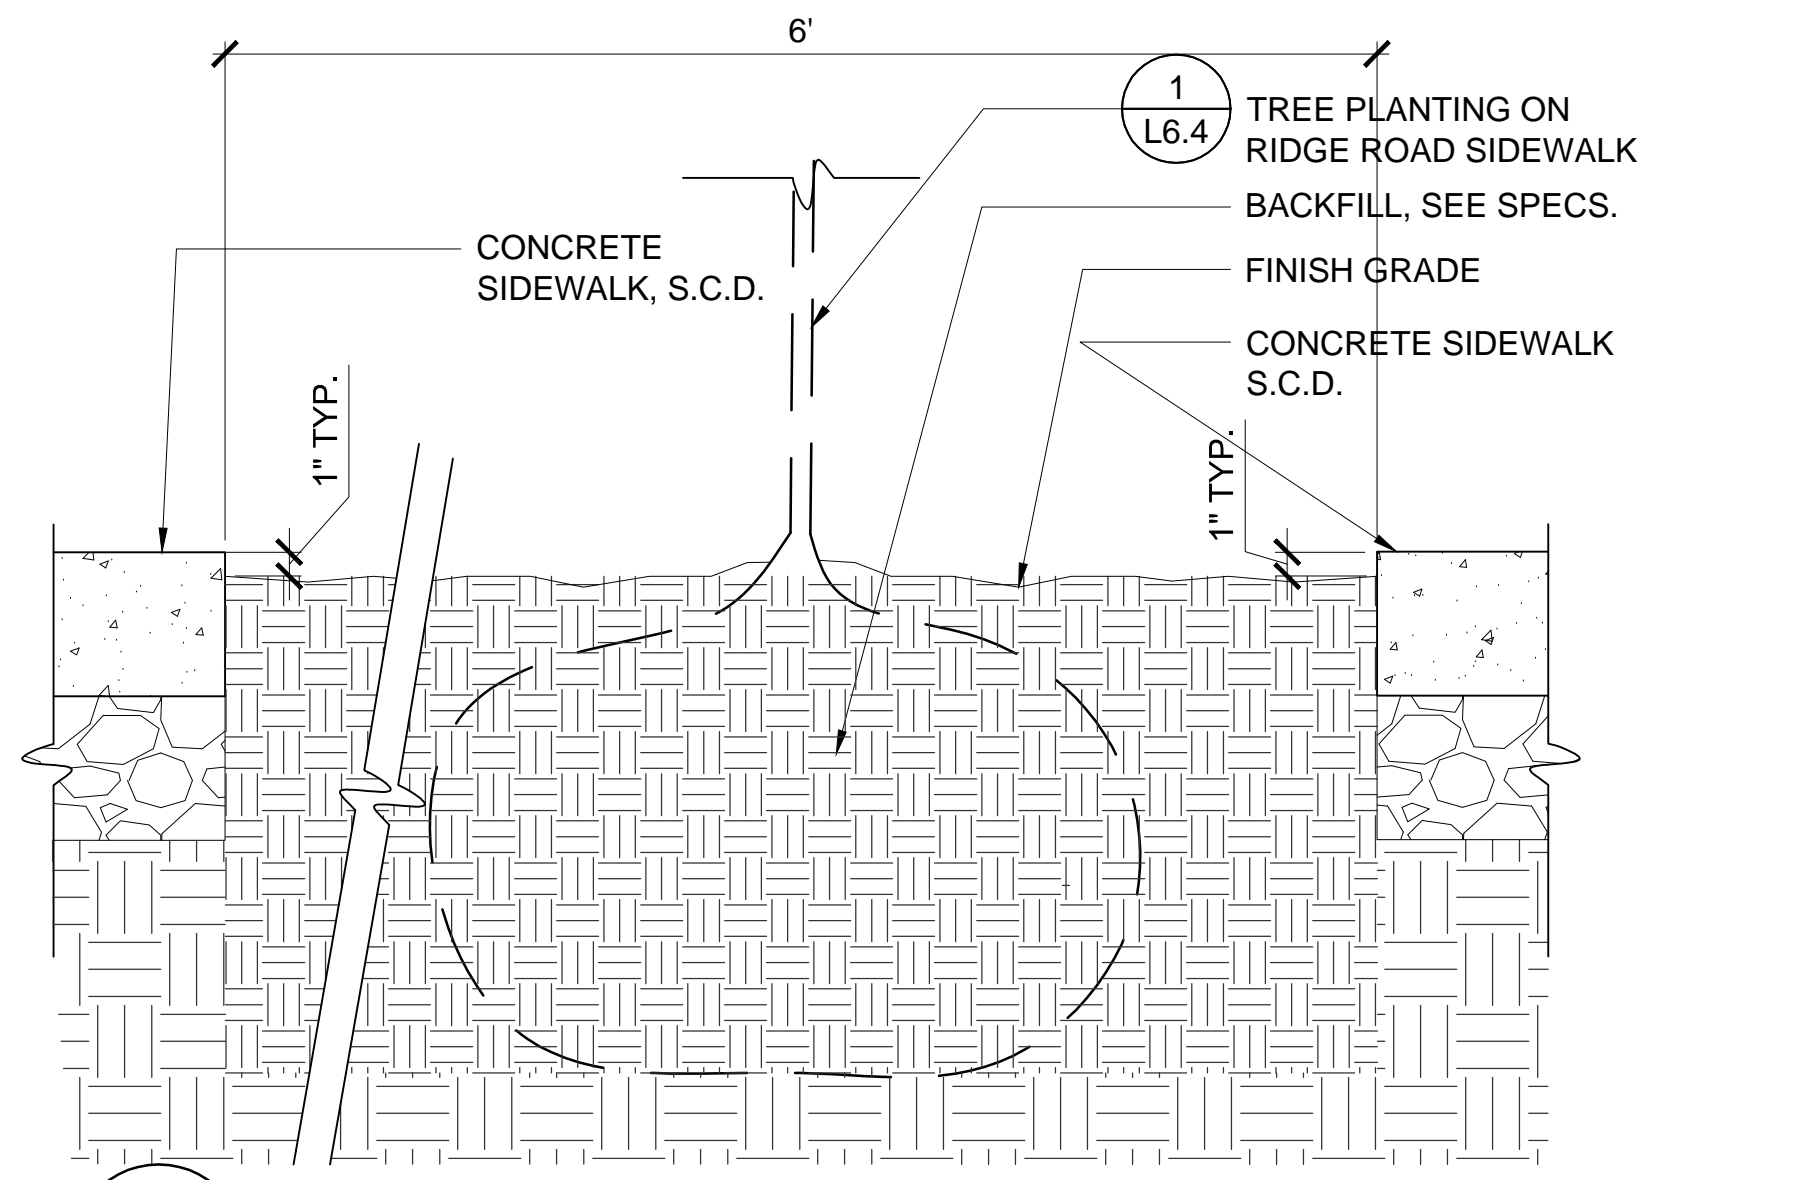 6'
1
L6.4
TREE PLANTING ON
RIDGE ROAD SIDEWALK
BACKFILL, SEE SPECS.
CONCRETE
SIDEWALK, S.C.D.
FINISH GRADE
CONCRETE SIDEWALK
S.C.D.
1" TYP.
1" TYP.